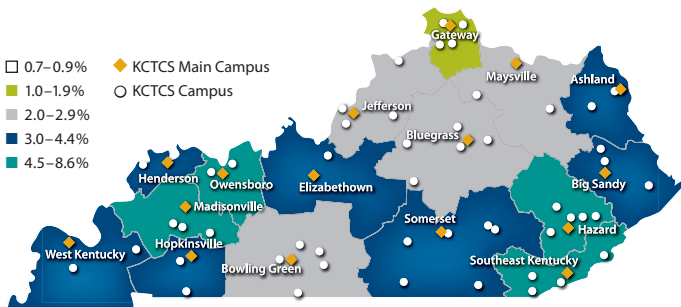 0.7–0.9%
1.0–1.9%
2.0–2.9%
3.0–4.4%
4.5–8.6%
KCTCS Main Campus
KCTCS Campus
Gateway
Maysville
Ashland
Jefferson
Bluegrass
Henderson
Owensboro
Elizabethtown
Big Sandy
Madisonville
Somerset
Hazard
West Kentucky
Hopkinsville
Bowling Green
Southeast Kentucky